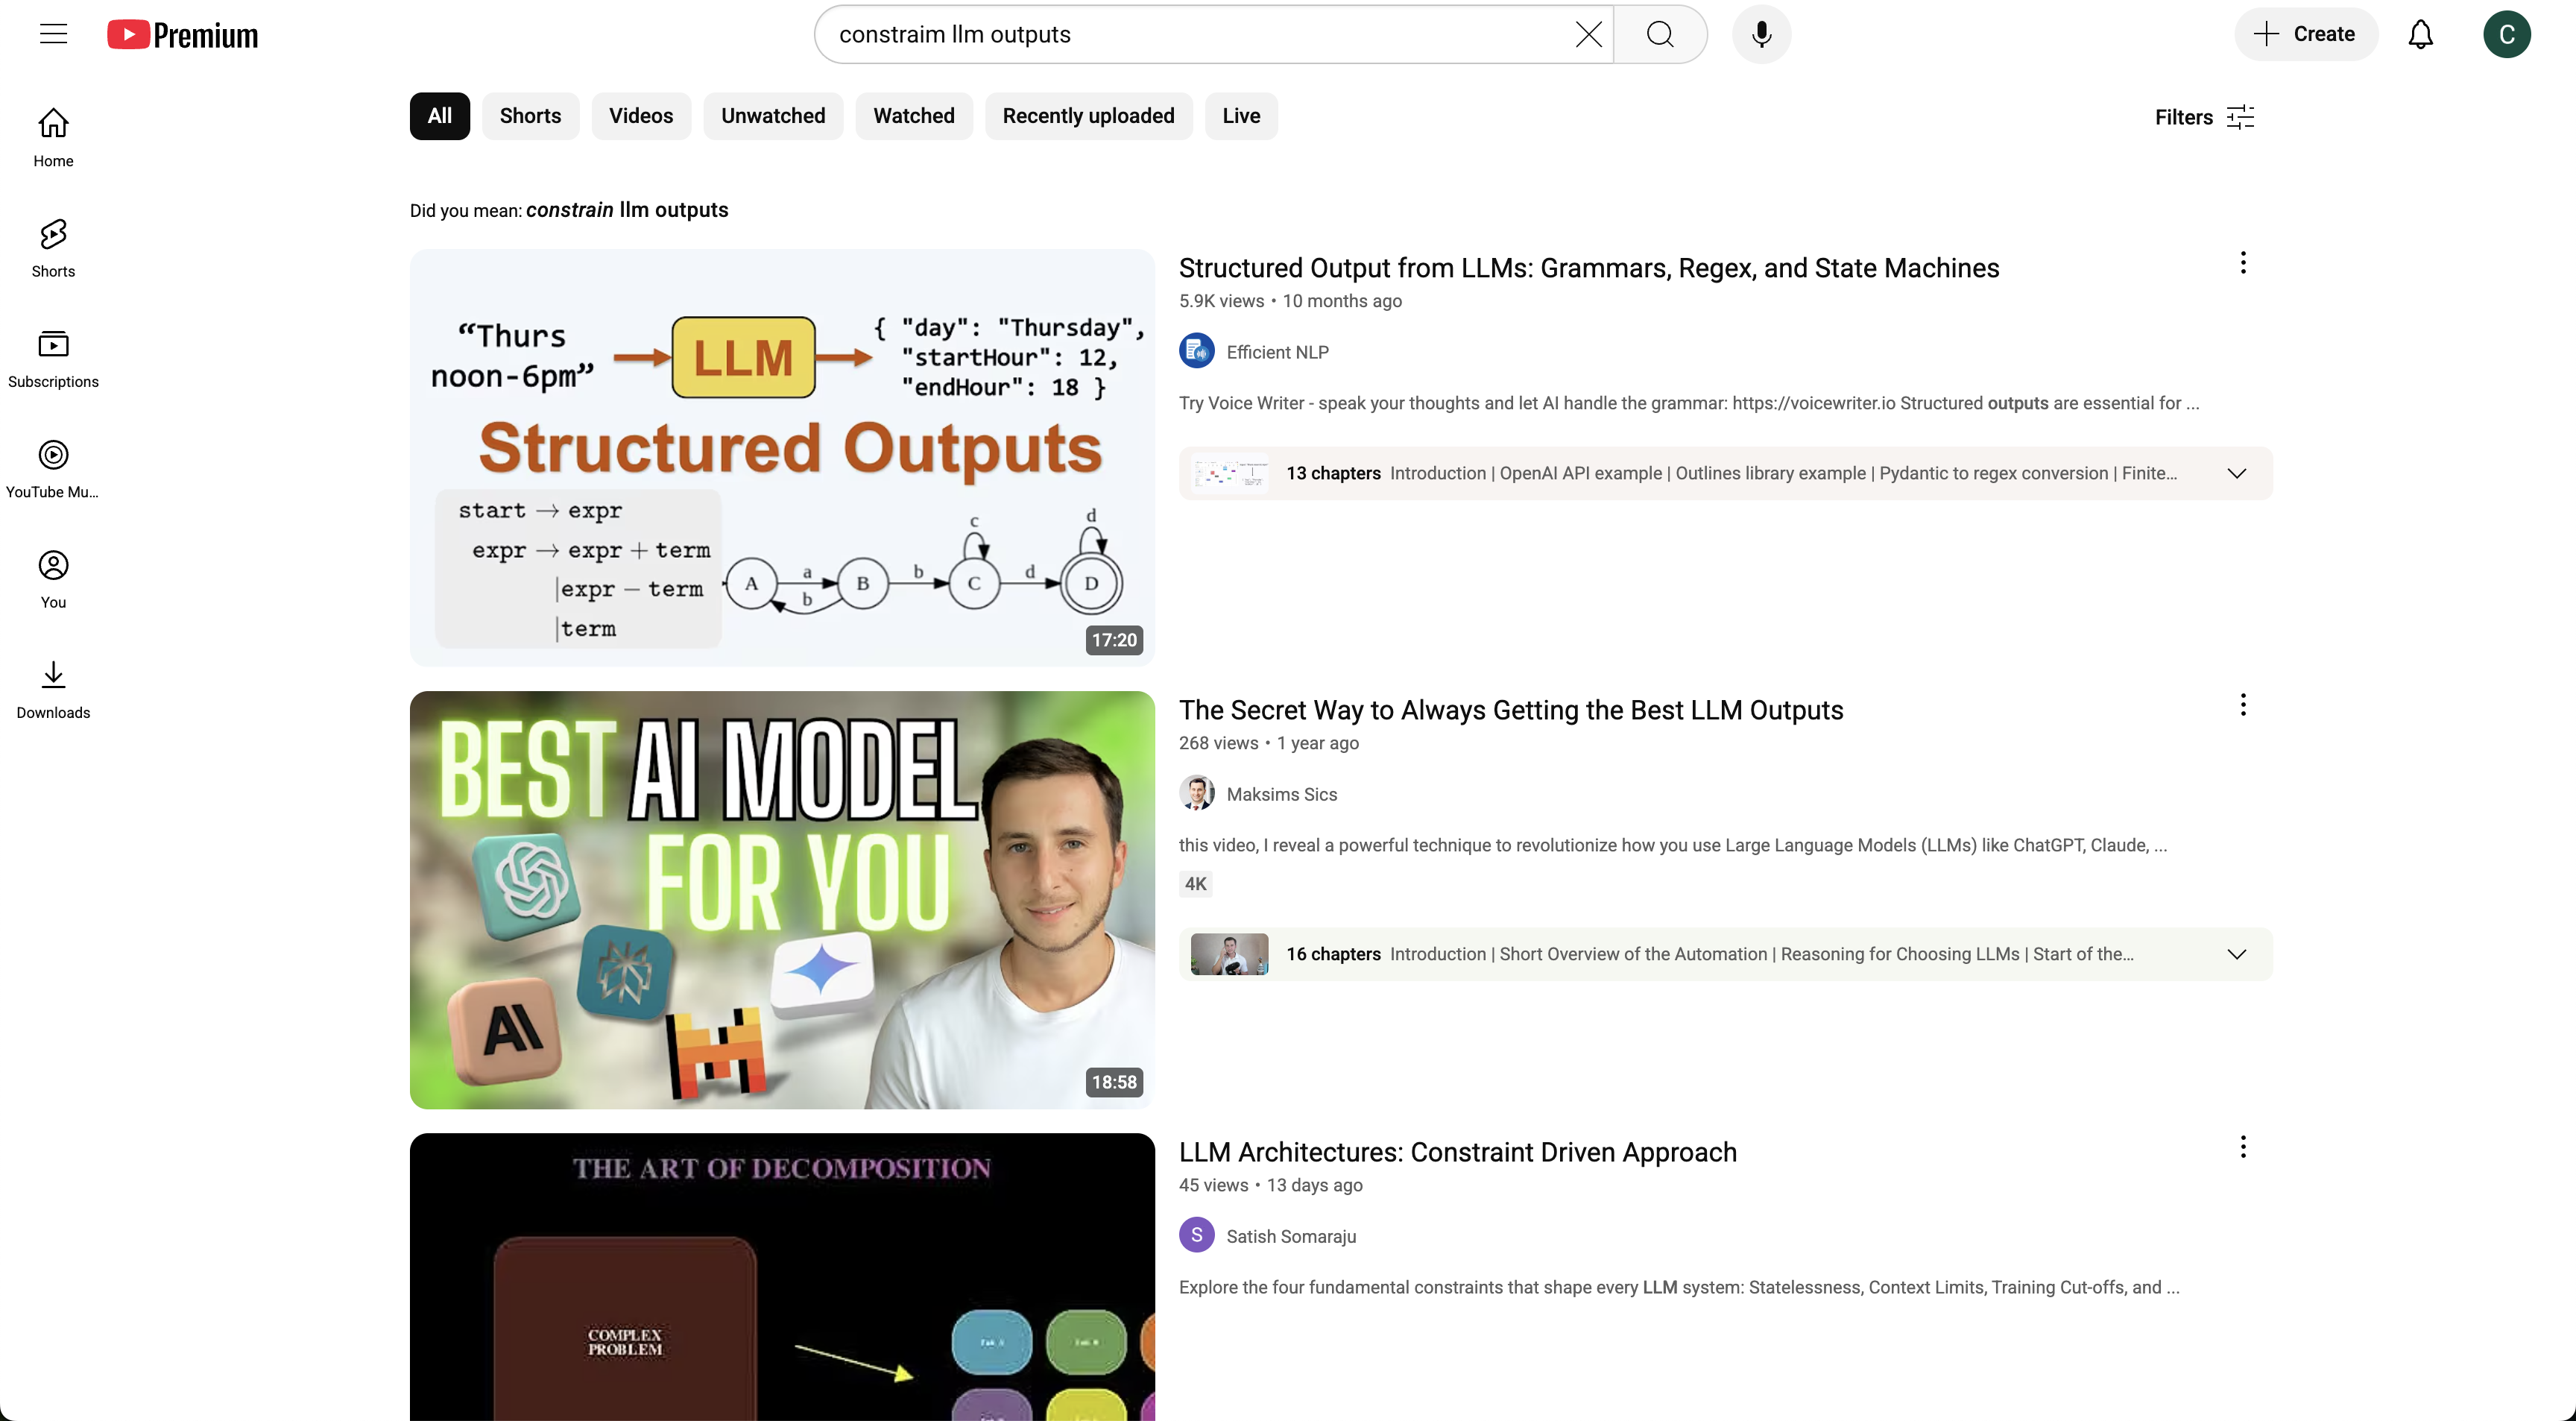 Premium
constraim llm outputs
Create
C
Home
Shorts
Subscriptions
YouTube Mu...
You
Downloads
All
Shorts
Videos
Unwatched
Watched
Recently uploaded
Live
Filters
Did you mean: constrain llm outputs
“Thurs
noon-6pm”
LLM
{ "day": "Thursday",
"startHour": 12,
"endHour": 18 }
Structured Outputs
start → expr
expr → expr + term
|expr − term
|term
A a B b C c d D d
b
17:20
Structured Output from LLMs: Grammars, Regex, and State Machines
5.9K views • 10 months ago
Efficient NLP
Try Voice Writer - speak your thoughts and let AI handle the grammar: https://voicewriter.io Structured outputs are essential for ...
13 chapters Introduction | OpenAI API example | Outlines library example | Pydantic to regex conversion | Finite...
BEST AI MODEL
FOR YOU
AI
18:58
The Secret Way to Always Getting the Best LLM Outputs
268 views • 1 year ago
Maksims Sics
this video, I reveal a powerful technique to revolutionize how you use Large Language Models (LLMs) like ChatGPT, Claude, ...
4K
16 chapters Introduction | Short Overview of the Automation | Reasoning for Choosing LLMs | Start of the...
THE ART OF DECOMPOSITION
COMPLEX
PROBLEM
LLM Architectures: Constraint Driven Approach
45 views • 13 days ago
S
Satish Somaraju
Explore the four fundamental constraints that shape every LLM system: Statelessness, Context Limits, Training Cut-offs, and ...